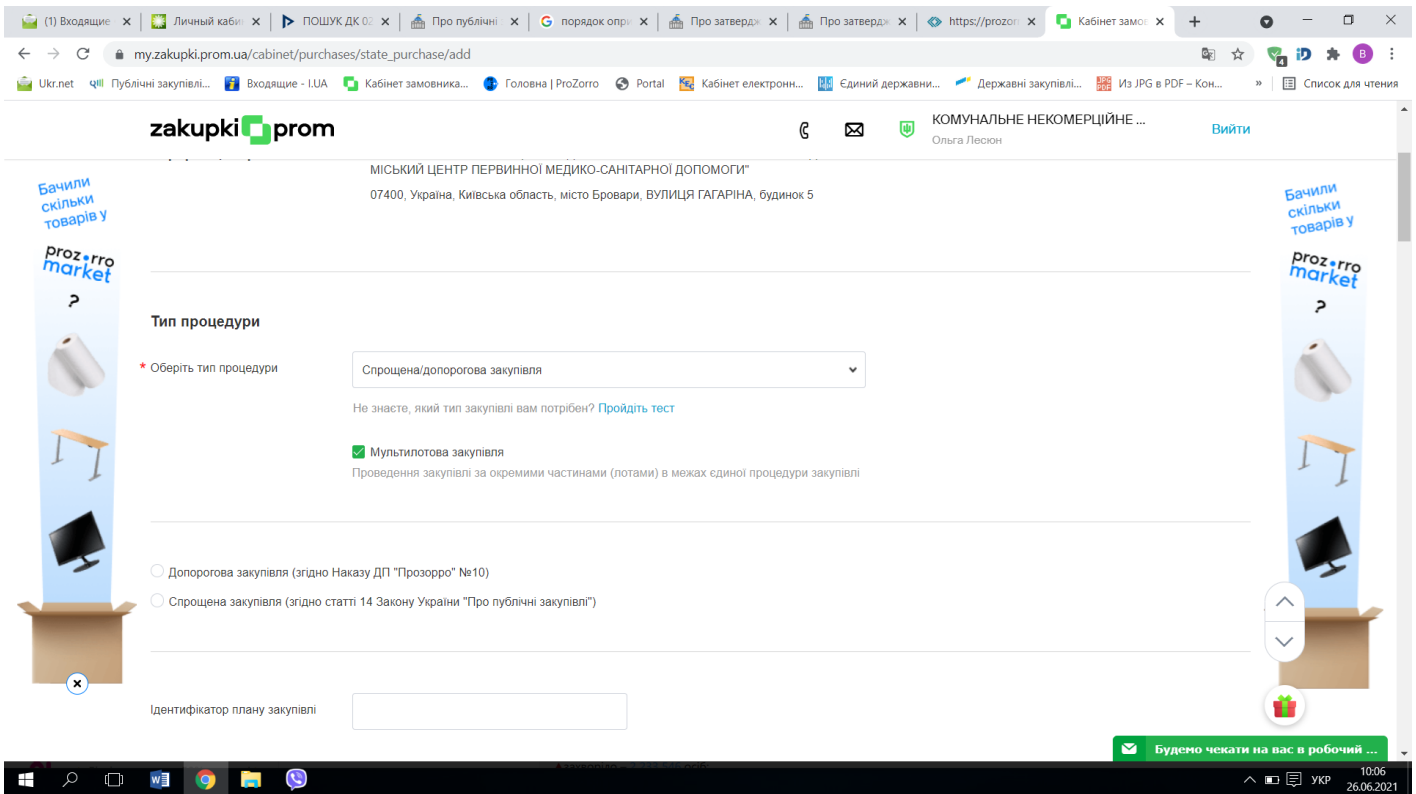 (1) Входящие
Личный каби
ПОШУК ДК 02
Про публічні
порядок опри
Про затвердж
Про затвердж
https://prozorr
Кабінет замов
my.zakupki.prom.ua/cabinet/purchases/state_purchase/add
Ukr.net
Публічні закупівлі...
Входящие - I.UA
Кабінет замовника...
Головна | ProZorro
Portal
Кабінет електронн...
Єдиний державни...
Державні закупівлі...
Из JPG в PDF – Кон...
»
Список для чтения
zakupki prom
КОМУНАЛЬНЕ НЕКОМЕРЦІЙНЕ ...
Ольга Лесюн
Вийти
МІСЬКИЙ ЦЕНТР ПЕРВИННОЇ МЕДИКО-САНІТАРНОЇ ДОПОМОГИ"
07400, Україна, Київська область, місто Бровари, ВУЛИЦЯ ГАГАРІНА, будинок 5
Бачили
скільки
товарів у
prozorro
market
?
Бачили
скільки
товарів у
prozorro
market
?
Тип процедури
* Оберіть тип процедури
Спрощена/допорогова закупівля
Не знаєте, який тип закупівлі вам потрібен? Пройдіть тест
Мультилотова закупівля
Проведення закупівлі за окремими частинами (лотами) в межах єдиної процедури закупівлі
Допорогова закупівля (згідно Наказу ДП "Прозорро" №10)
Спрощена закупівля (згідно статті 14 Закону України "Про публічні закупівлі")
Ідентифікатор плану закупівлі
Будемо чекати на вас в робочий ...
УКР
10:06
26.06.2021